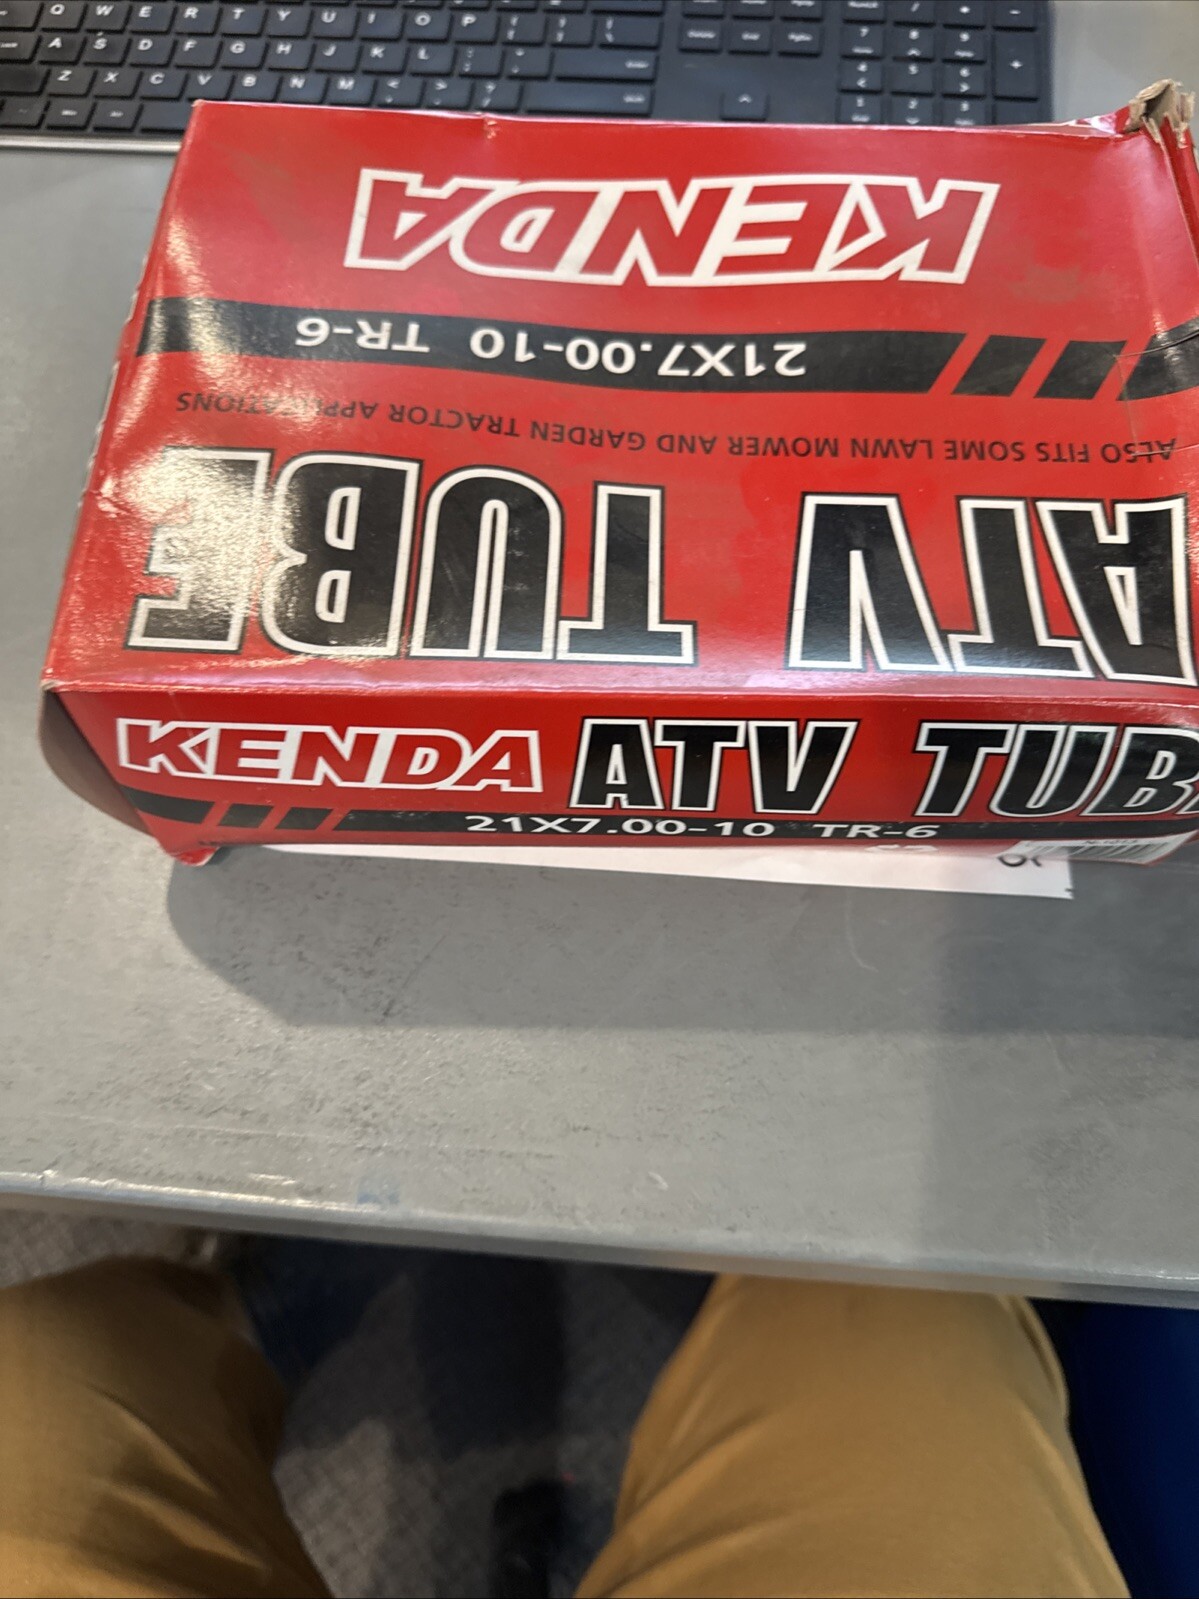 Q W E R T Y U I O P
A S D F G H J K L
Z X C V B N M
KENDA
21X7.00-10 TR-6
ALSO FITS SOME LAWN MOWER AND GARDEN TRACTOR APPLICATIONS
ATV TUBE
KENDA ATV TUB
21X7.00-10 TR-6